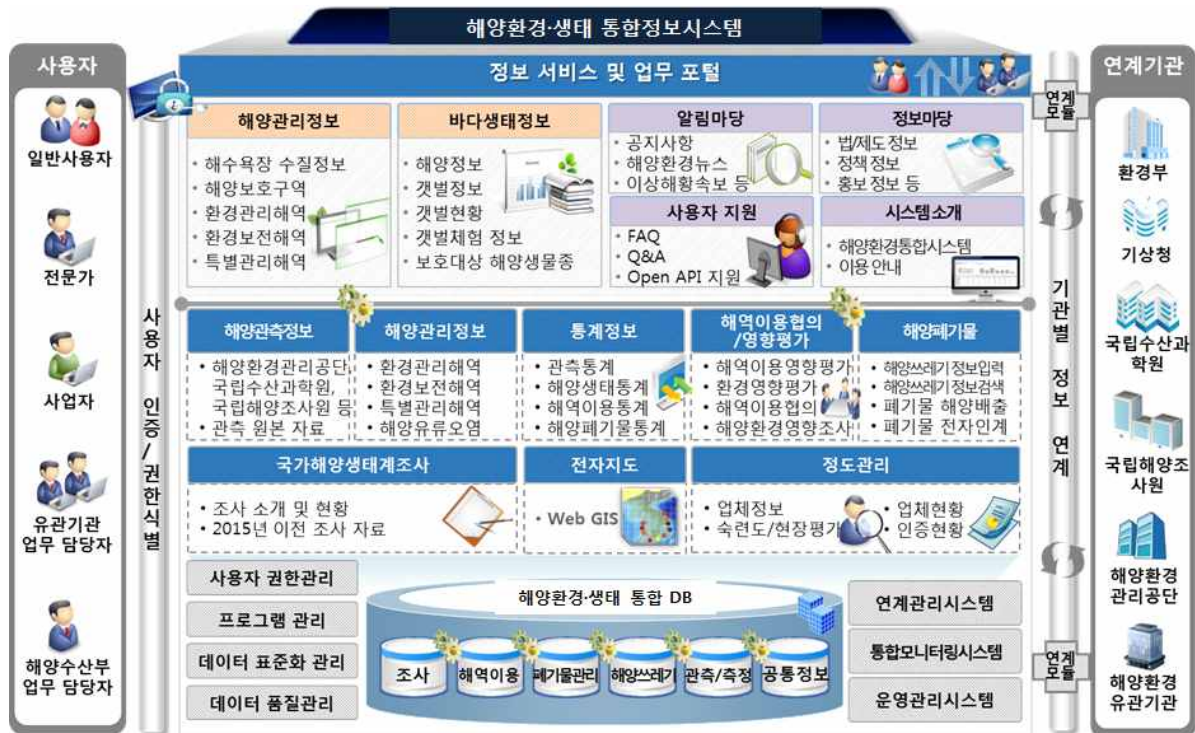 해양환경·생태 통합정보시스템
사용자
일반사용자
전문가
사업자
유관기관
업무 담당자
해양수산부
업무 담당자
사용자 인증/권한식별
정보 서비스 및 업무 포털
해양관리정보
• 해수욕장 수질정보
• 해양보호구역
• 환경관리해역
• 환경보전해역
• 특별관리해역
바다생태정보
• 해양정보
• 갯벌정보
• 갯벌현황
• 갯벌체험 정보
• 보호대상 해양생물종
알림마당
• 공지사항
• 해양환경뉴스
• 이상해황속보 등
정보마당
• 법/제도 정보
• 정책 정보
• 홍보 정보 등
사용자 지원
• FAQ
• Q&A
• Open API 지원
시스템소개
• 해양환경통합시스템
• 이용 안내
해양관측정보
• 해양환경관리공단,
국립수산과학원,
국립해양조사원 등
• 관측 원본 자료
해양관리정보
• 환경관리해역
• 환경보전해역
• 특별관리해역
• 해양유류오염
통계정보
• 관측통계
• 해양생태통계
• 해역이용통계
• 해양폐기물통계
해역이용협의
/영향평가
• 해역이용영향평가
• 환경영향평가
• 해역이용협의
• 해양환경영향조사
해양폐기물
• 해양쓰레기 정보입력
• 해양쓰레기 정보검색
• 폐기물 해양배출
• 폐기물 전자인계
국가해양생태계조사
• 조사 소개 및 현황
• 2015년 이전 조사 자료
전자지도
• Web GIS
정도관리
• 업체정보
• 숙련도/현장평가
• 업체현황
• 인증현황
사용자 권한관리
프로그램 관리
데이터 표준화 관리
데이터 품질관리
해양환경·생태 통합 DB
조사
해역이용
폐기물관리
해양쓰레기
관측/측정
공통정보
연계관리시스템
통합모니터링시스템
운영관리시스템
연계
모듈
기관별 정보 연계
연계
모듈
연계기관
환경부
기상청
국립수산과
학원
국립해양조
사원
해양환경
관리공단
해양환경
유관기관